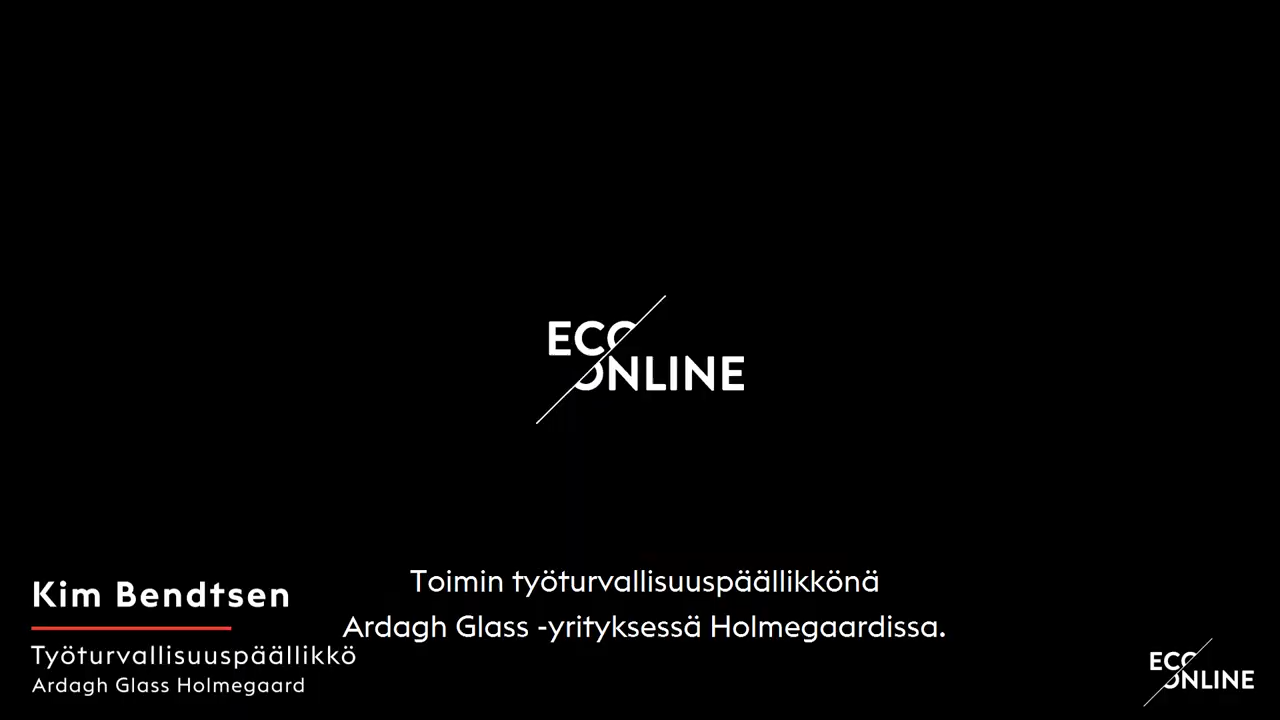 ECO
ONLINE
Toimin työturvallisuuspäällikkönä
Ardagh Glass -yrityksessä Holmegaardissa.
Kim Bendtsen
Työturvallisuuspäällikkö
Ardagh Glass Holmegaard
ECO
ONLINE